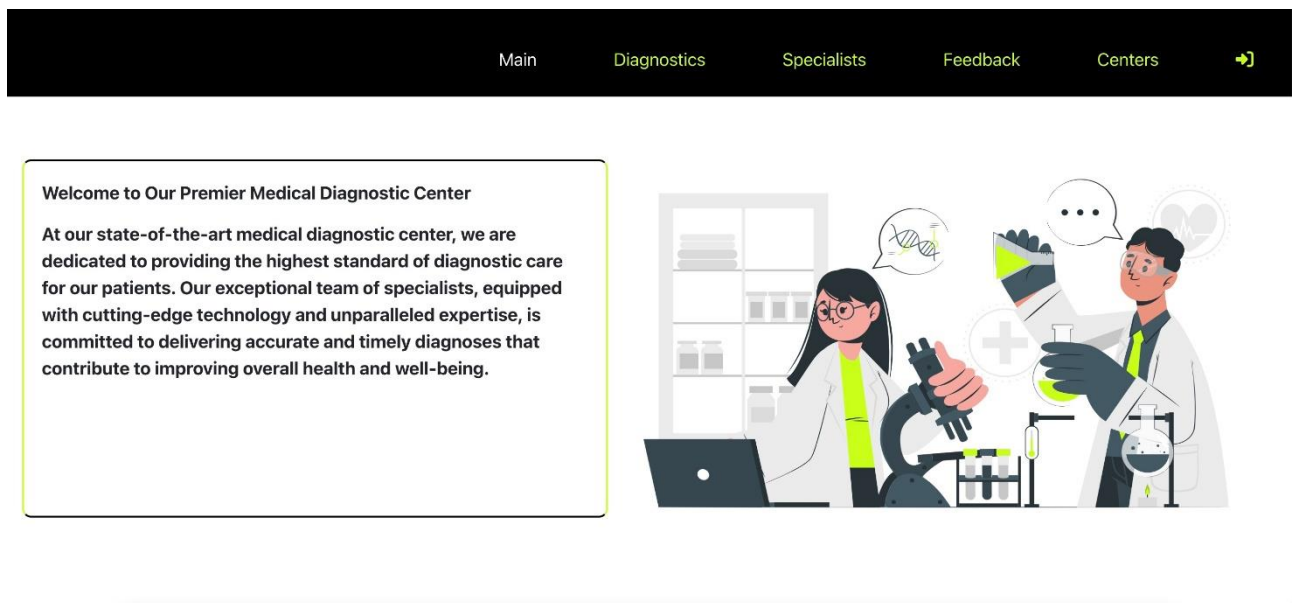 Main Diagnostics Specialists Feedback Centers
Welcome to Our Premier Medical Diagnostic Center
At our state-of-the-art medical diagnostic center, we are
dedicated to providing the highest standard of diagnostic care
for our patients. Our exceptional team of specialists, equipped
with cutting-edge technology and unparalleled expertise, is
committed to delivering accurate and timely diagnoses that
contribute to improving overall health and well-being.